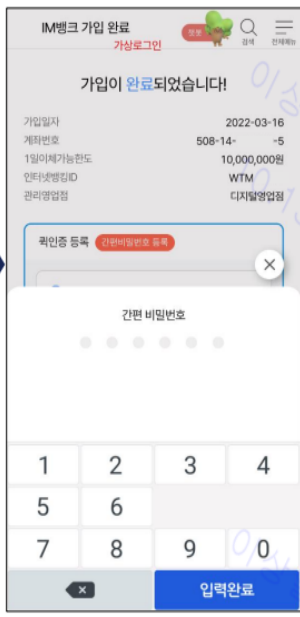 IM뱅크 가입 완료
가상로그인
챗봇
검색
전체메뉴
가입이 완료되었습니다!
가입일자 2022-03-16
계좌번호 508-14- -5
1일이체가능한도 10,000,000원
인터넷뱅킹ID WTM
관리영업점 디지털영업점
퀵인증 등록 간편비밀번호 등록
간편 비밀번호
1 2 3 4
5 6
7 8 9 0
입력완료